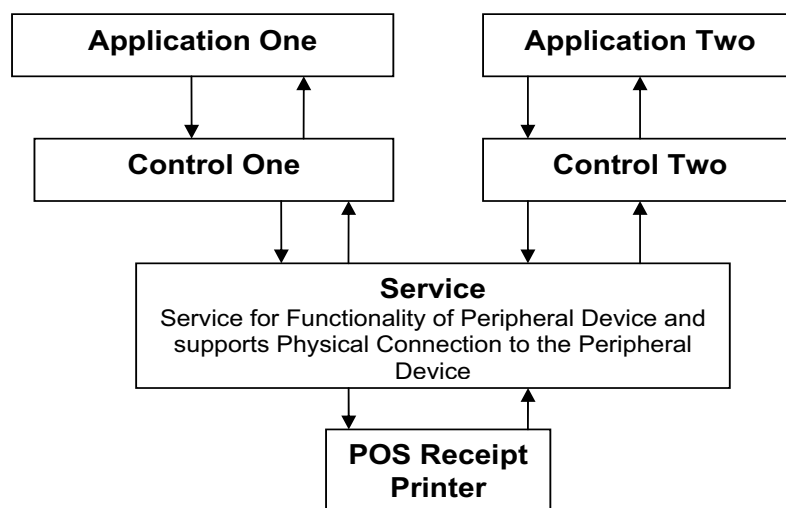 Application One
Application Two
Control One
Control Two
Service
Service for Functionality of Peripheral Device and
supports Physical Connection to the Peripheral
Device
POS Receipt
Printer